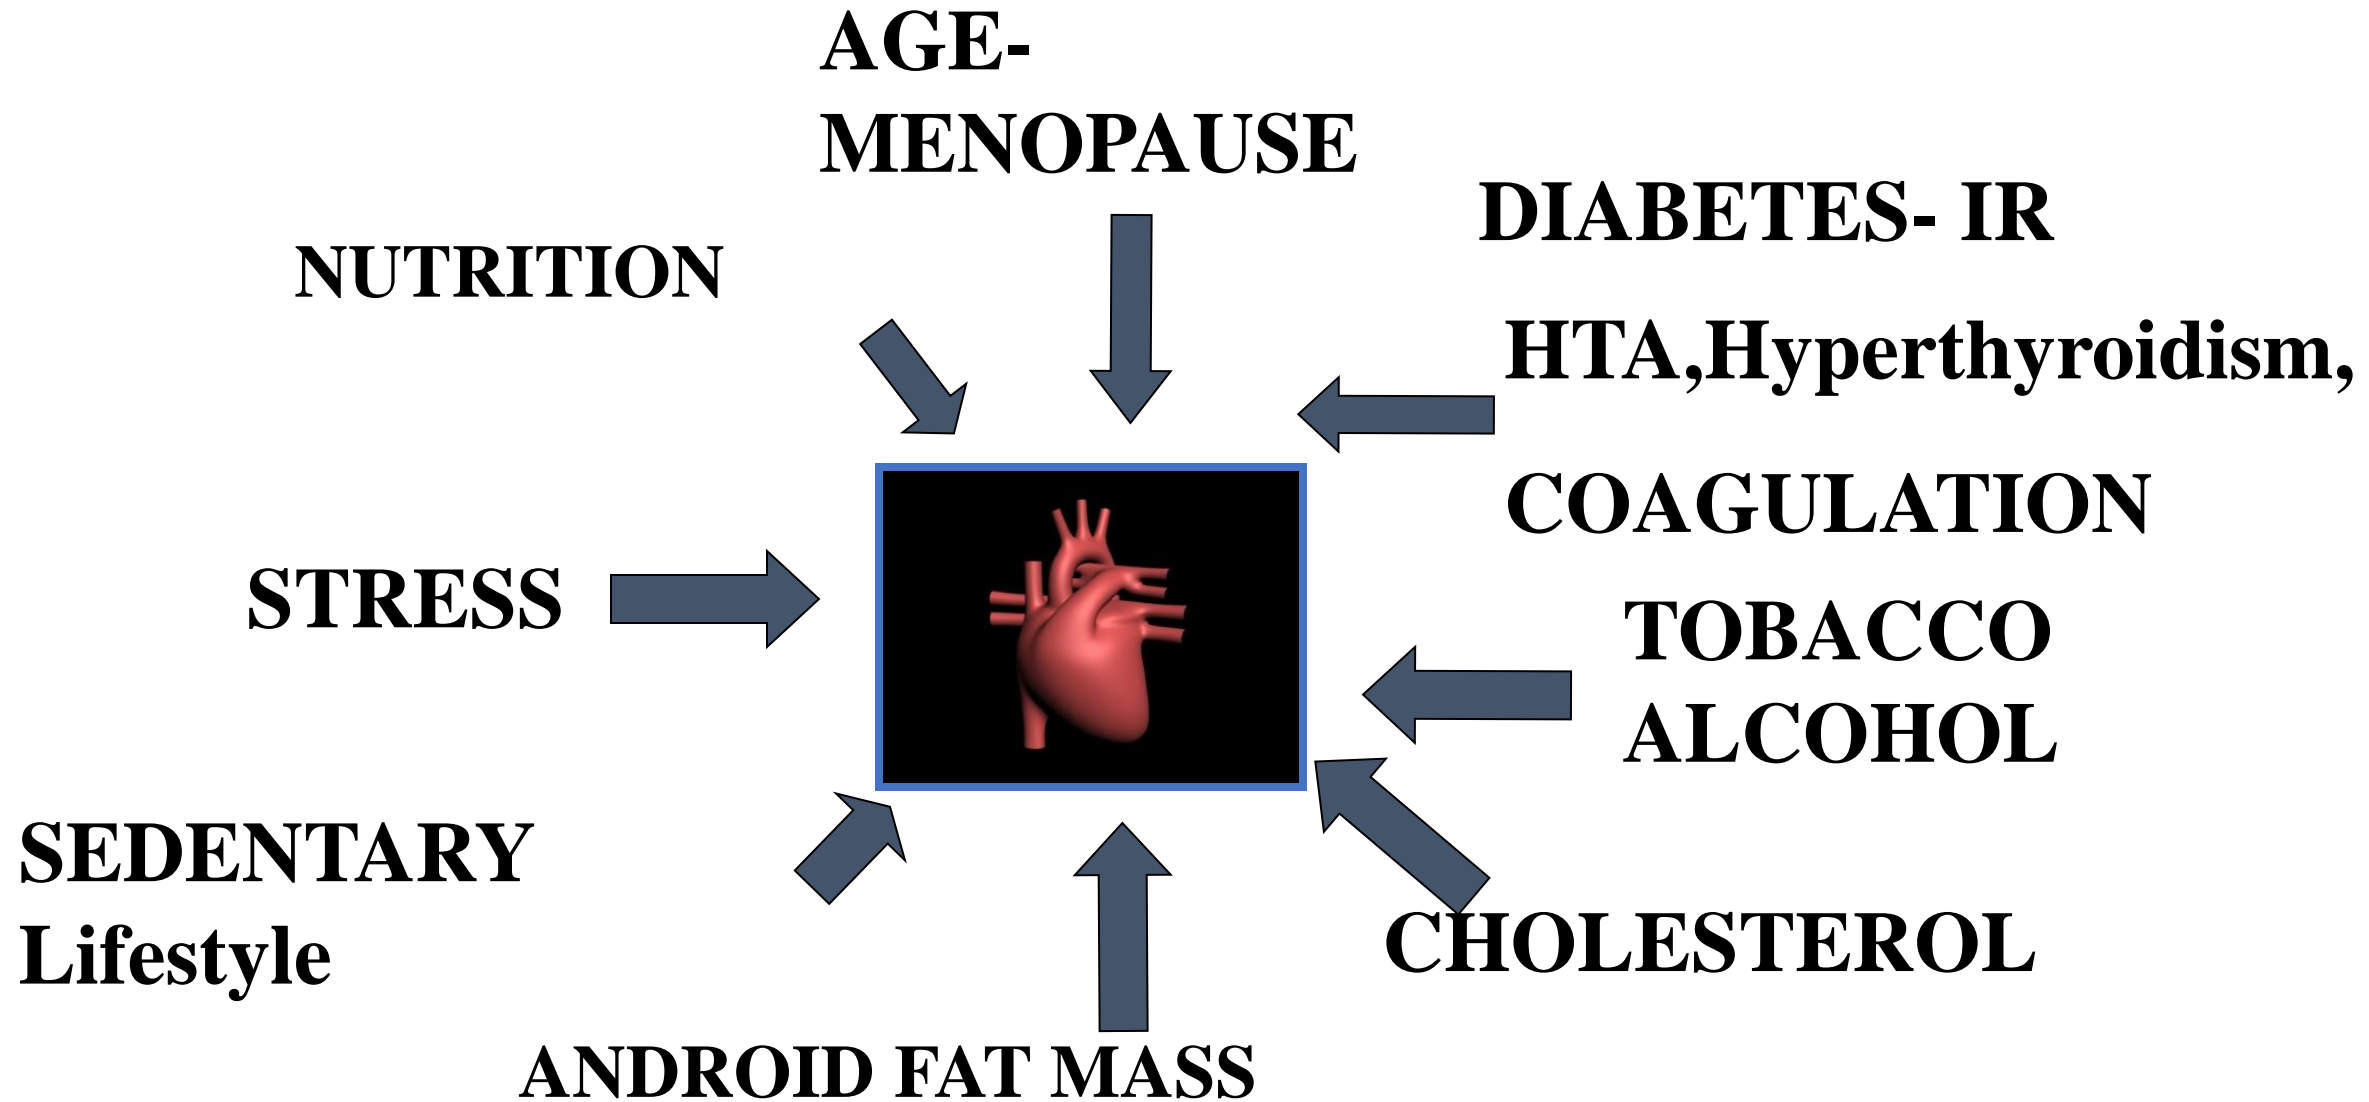 AGE-
MENOPAUSE
DIABETES- IR
NUTRITION
HTA,Hyperthyroidism,
COAGULATION
STRESS
TOBACCO
ALCOHOL
SEDENTARY
Lifestyle
CHOLESTEROL
ANDROID FAT MASS